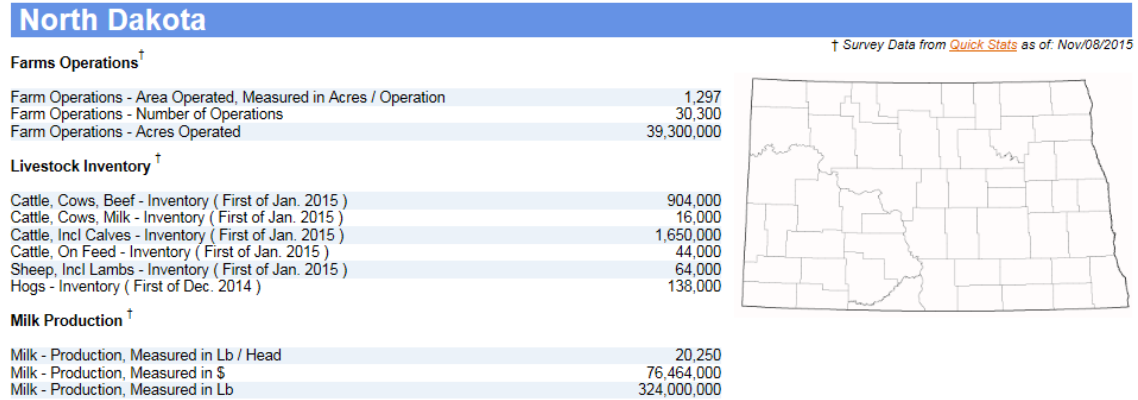 North Dakota
† Survey Data from Quick Stats as of: Nov/08/2015
Farms Operations†
Farm Operations - Area Operated, Measured in Acres / Operation 1,297
Farm Operations - Number of Operations 30,300
Farm Operations - Acres Operated 39,300,000
Livestock Inventory †
Cattle, Cows, Beef - Inventory ( First of Jan. 2015 ) 904,000
Cattle, Cows, Milk - Inventory ( First of Jan. 2015 ) 16,000
Cattle, Incl Calves - Inventory ( First of Jan. 2015 ) 1,650,000
Cattle, On Feed - Inventory ( First of Jan. 2015 ) 44,000
Sheep, Incl Lambs - Inventory ( First of Jan. 2015 ) 64,000
Hogs - Inventory ( First of Dec. 2014 ) 138,000
Milk Production †
Milk - Production, Measured in Lb / Head 20,250
Milk - Production, Measured in $ 76,464,000
Milk - Production, Measured in Lb 324,000,000